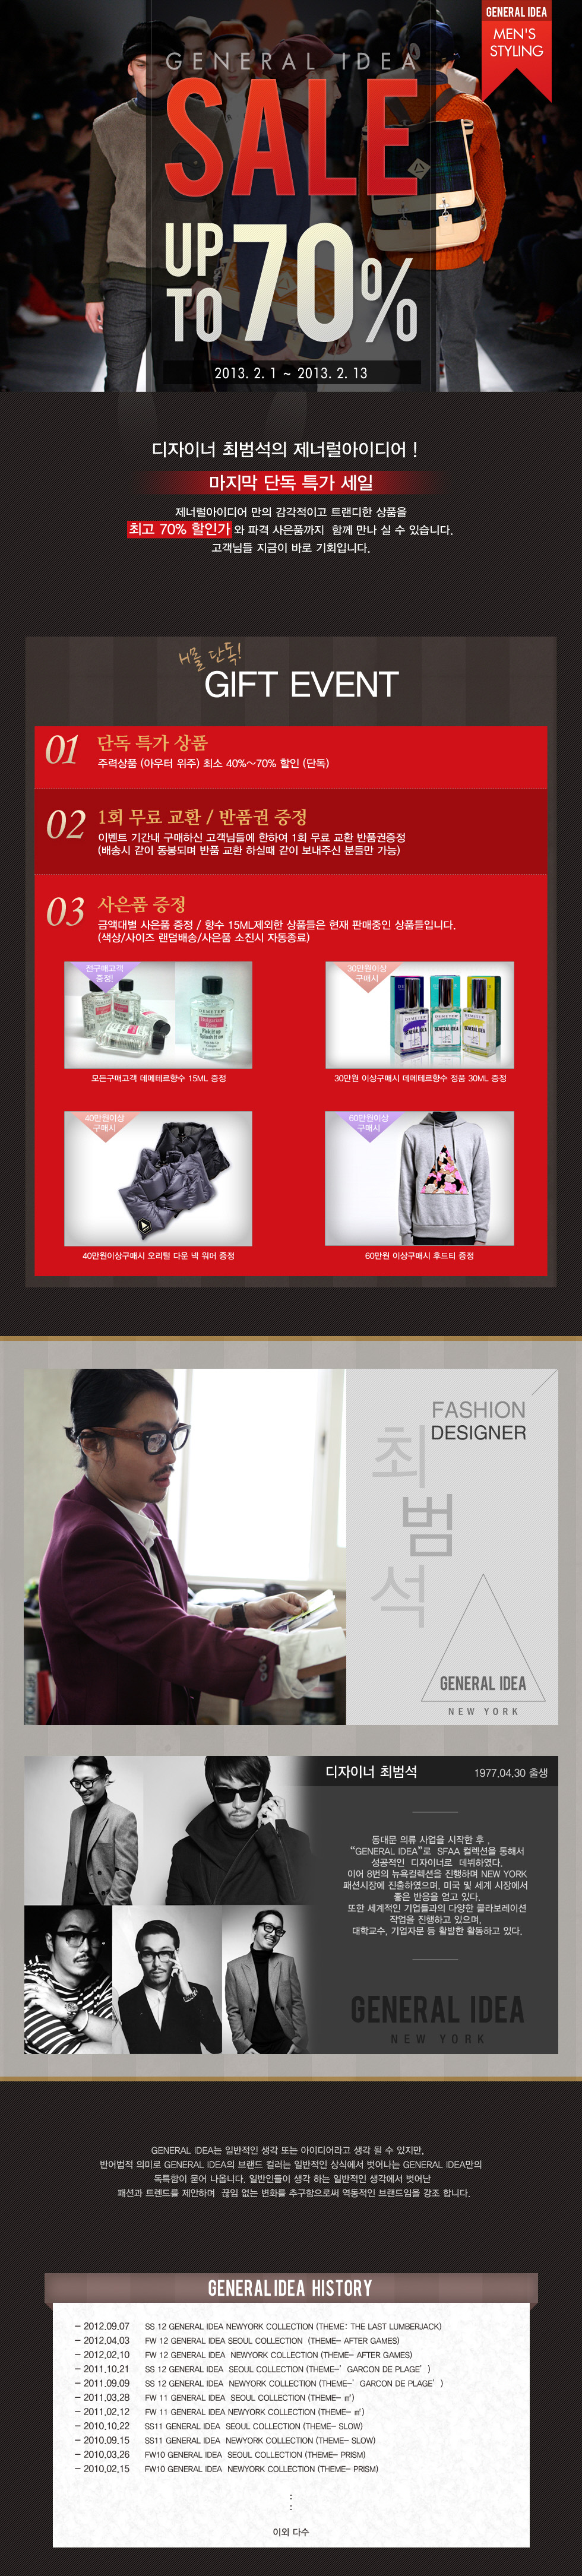 GENERAL IDEA
MEN'S
STYLING
GENERAL IDEA
SALE
UP
TO 70%
2013. 2. 1 ~ 2013. 2. 13
디자이너 최범석의 제너럴아이디어 !
마지막 단독 특가 세일
제너럴아이디어 만의 감각적이고 트랜디한 상품을
최고 70% 할인가 와 파격 사은품까지 함께 만나 실 수 있습니다.
고객님들 지금이 바로 기회입니다.
H몰 단독!
GIFT EVENT
01 단독 특가 상품
주력상품 (아우터 위주) 최소 40%~70% 할인 (단독)
02 1회 무료 교환 / 반품권 증정
이벤트 기간내 구매하신 고객님들에 한하여 1회 무료 교환 반품권증정
(배송시 같이 동봉되며 반품 교환 하실때 같이 보내주신 분들만 가능)
03 사은품 증정
금액대별 사은품 증정 / 향수 15ML제외한 상품들은 현재 판매중인 상품들입니다.
(색상/사이즈 랜덤배송/사은품 소진시 자동종료)
전구매고객
증정!
30만원이상
구매시
DEMETER
GENERAL IDEA
모든구매고객 데메테르향수 15ML 증정
30만원 이상구매시 데메테르향수 정품 30ML 증정
40만원이상
구매시
60만원이상
구매시
40만원이상구매시 오리털 다운 넥 워머 증정
60만원 이상구매시 후드티 증정
FASHION
DESIGNER
최
범
석
GENERAL IDEA
NEW YORK
디자이너 최범석 1977.04.30 출생
동대문 의류 사업을 시작한 후 ,
“GENERAL IDEA”로 SFAA 컬렉션을 통해서
성공적인 디자이너로 데뷔하였다.
이어 8번의 뉴욕컬렉션을 진행하며 NEW YORK
패션시장에 진출하였으며, 미국 및 세계 시장에서
좋은 반응을 얻고 있다.
또한 세계적인 기업들과의 다양한 콜라보레이션
작업을 진행하고 있으며,
대학교수, 기업자문 등 활발한 활동하고 있다.
GENERAL IDEA
NEW YORK
GENERAL IDEA는 일반적인 생각 또는 아이디어라고 생각 될 수 있지만,
반어법적 의미로 GENERAL IDEA의 브랜드 컬러는 일반적인 상식에서 벗어나는 GENERAL IDEA만의
독특함이 묻어 나옵니다. 일반인들이 생각 하는 일반적인 생각에서 벗어난
패션과 트렌드를 제안하며 끊임 없는 변화를 추구함으로써 역동적인 브랜드임을 강조 합니다.
GENERAL IDEA HISTORY
- 2012.09.07 SS 12 GENERAL IDEA NEWYORK COLLECTION (THEME: THE LAST LUMBERJACK)
- 2012.04.03 FW 12 GENERAL IDEA SEOUL COLLECTION (THEME- AFTER GAMES)
- 2012.02.10 FW 12 GENERAL IDEA NEWYORK COLLECTION (THEME- AFTER GAMES)
- 2011.10.21 SS 12 GENERAL IDEA SEOUL COLLECTION (THEME-’ GARCON DE PLAGE’ )
- 2011.09.09 SS 12 GENERAL IDEA NEWYORK COLLECTION (THEME-’ GARCON DE PLAGE’ )
- 2011.03.28 FW 11 GENERAL IDEA SEOUL COLLECTION (THEME- ㎡)
- 2011.02.12 FW 11 GENERAL IDEA NEWYORK COLLECTION (THEME- ㎡)
- 2010.10.22 SS11 GENERAL IDEA SEOUL COLLECTION (THEME- SLOW)
- 2010.09.15 SS11 GENERAL IDEA NEWYORK COLLECTION (THEME- SLOW)
- 2010.03.26 FW10 GENERAL IDEA SEOUL COLLECTION (THEME- PRISM)
- 2010.02.15 FW10 GENERAL IDEA NEWYORK COLLECTION (THEME- PRISM)
:
:
이외 다수